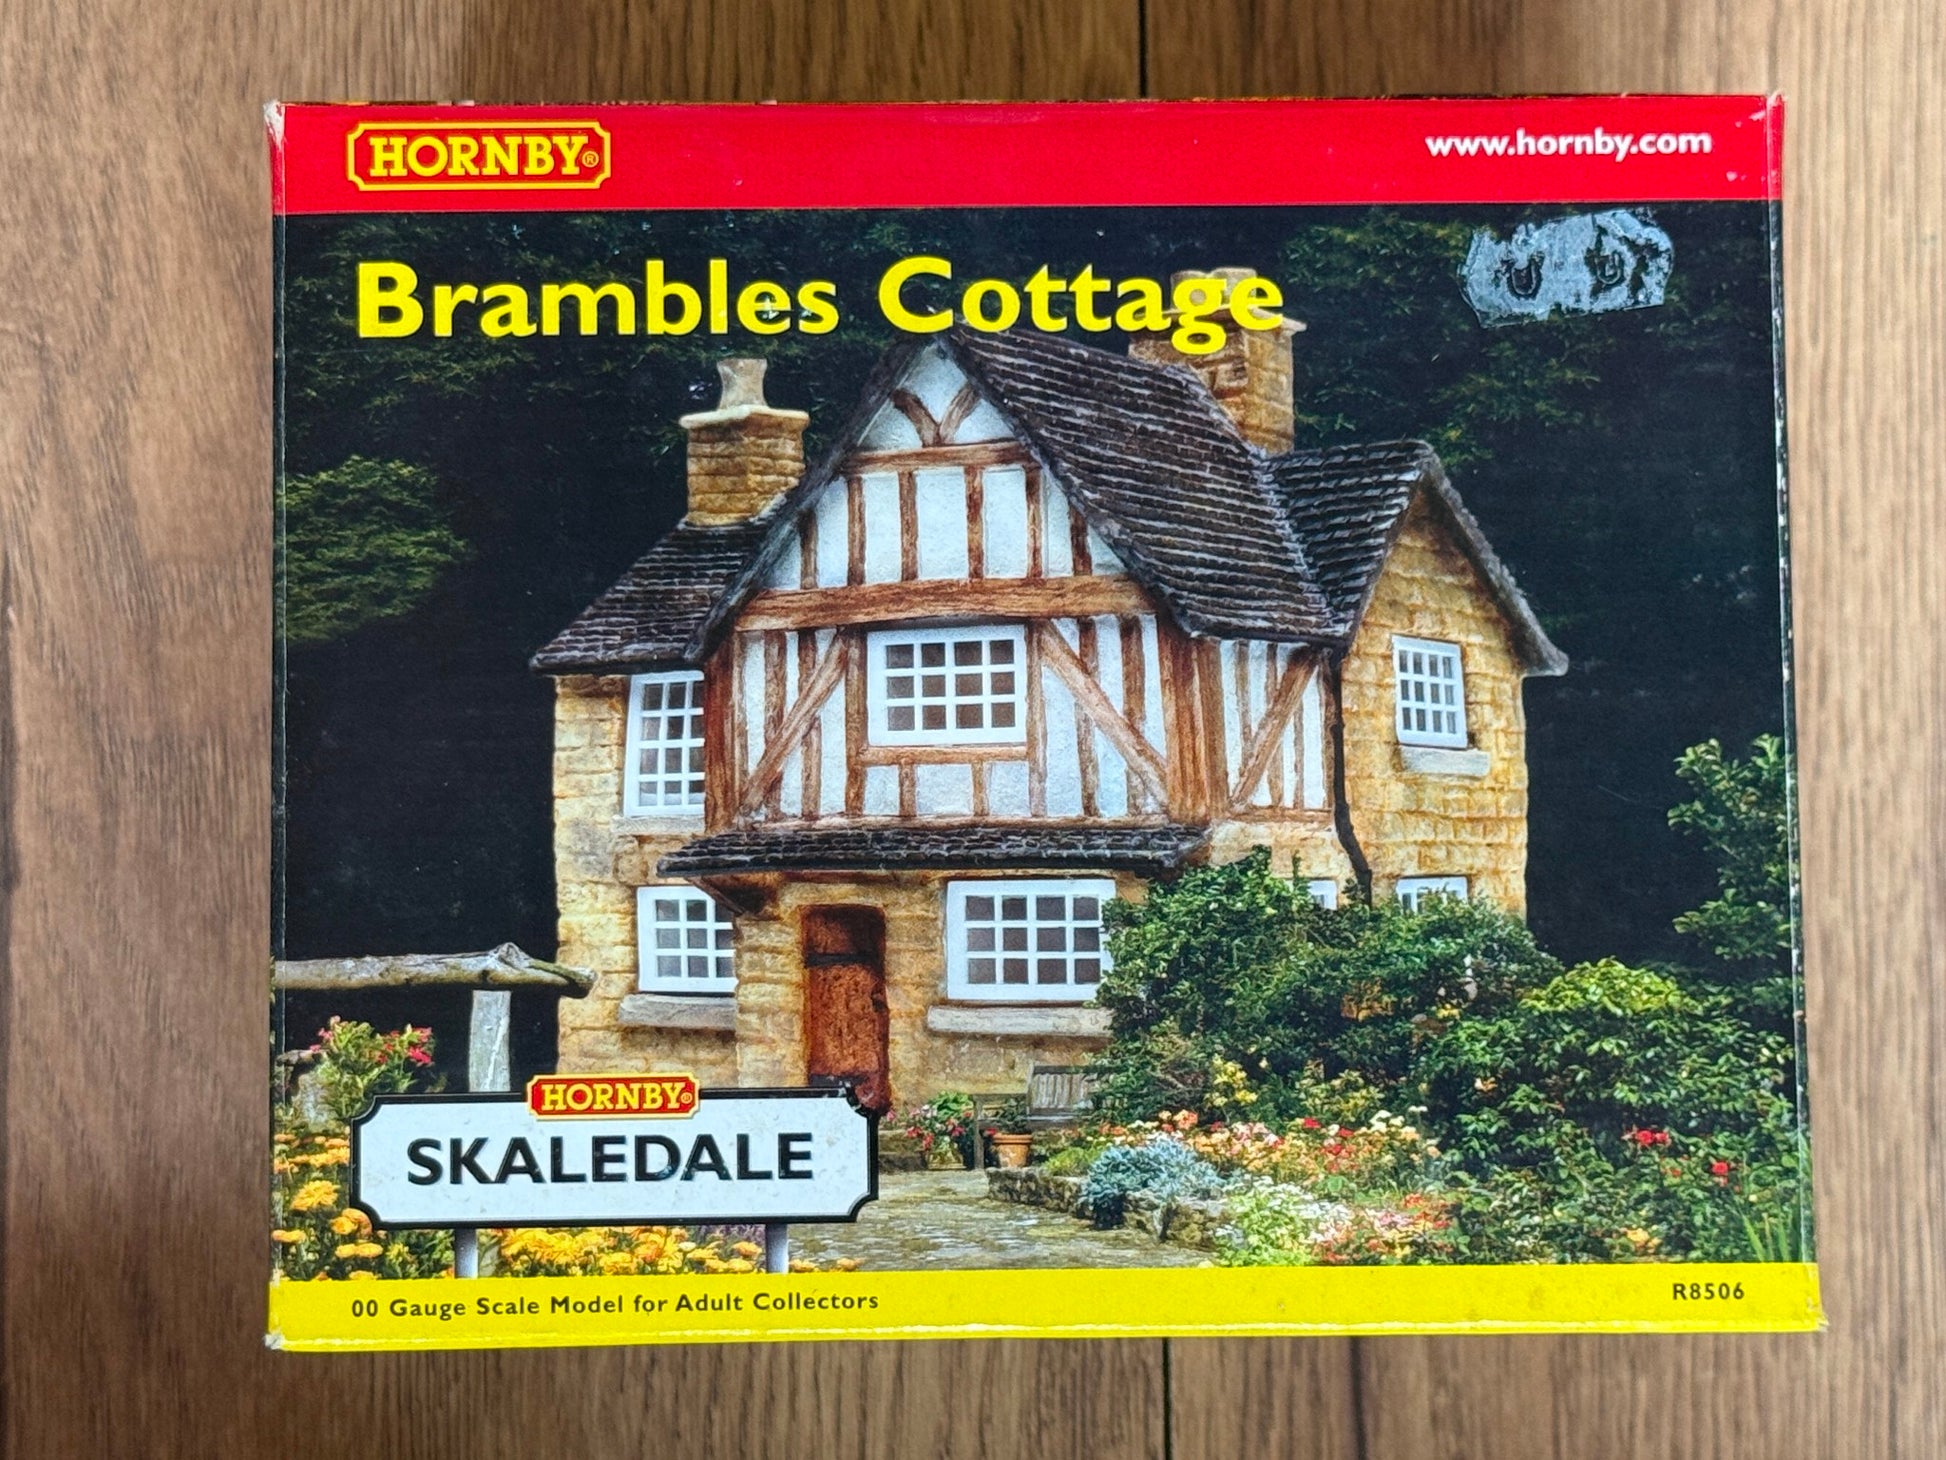 HORNBY®
www.hornby.com
Brambles Cottage
HORNBY®
SKALEDALE
00 Gauge Scale Model for Adult Collectors
R8506